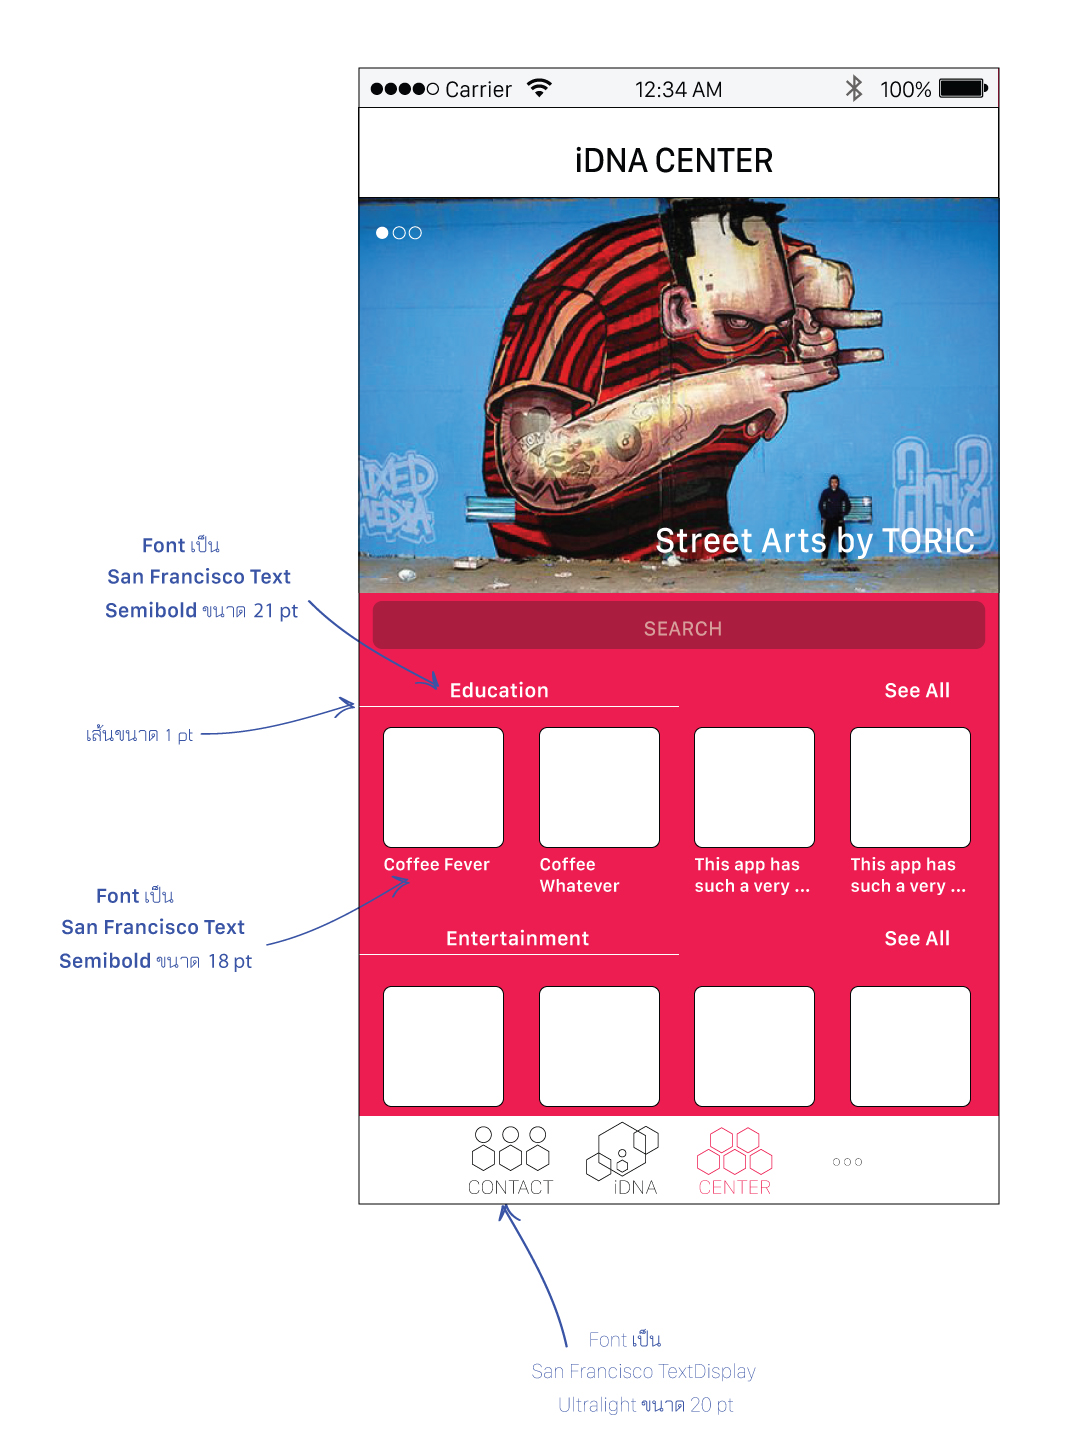 Carrier 12:34 AM 100%
iDNA CENTER
MIXED
MEDIA
HOMO
8
Street Arts by TORIC
SEARCH
Font เป็น
San Francisco Text
Semibold ขนาด 21 pt
Education See All
เส้นขนาด 1 pt
Coffee Fever
Coffee
Whatever
This app has
such a very ...
This app has
such a very ...
Font เป็น
San Francisco Text
Semibold ขนาด 18 pt
Entertainment See All
CONTACT
iDNA
CENTER
Font เป็น
San Francisco TextDisplay
Ultralight ขนาด 20 pt